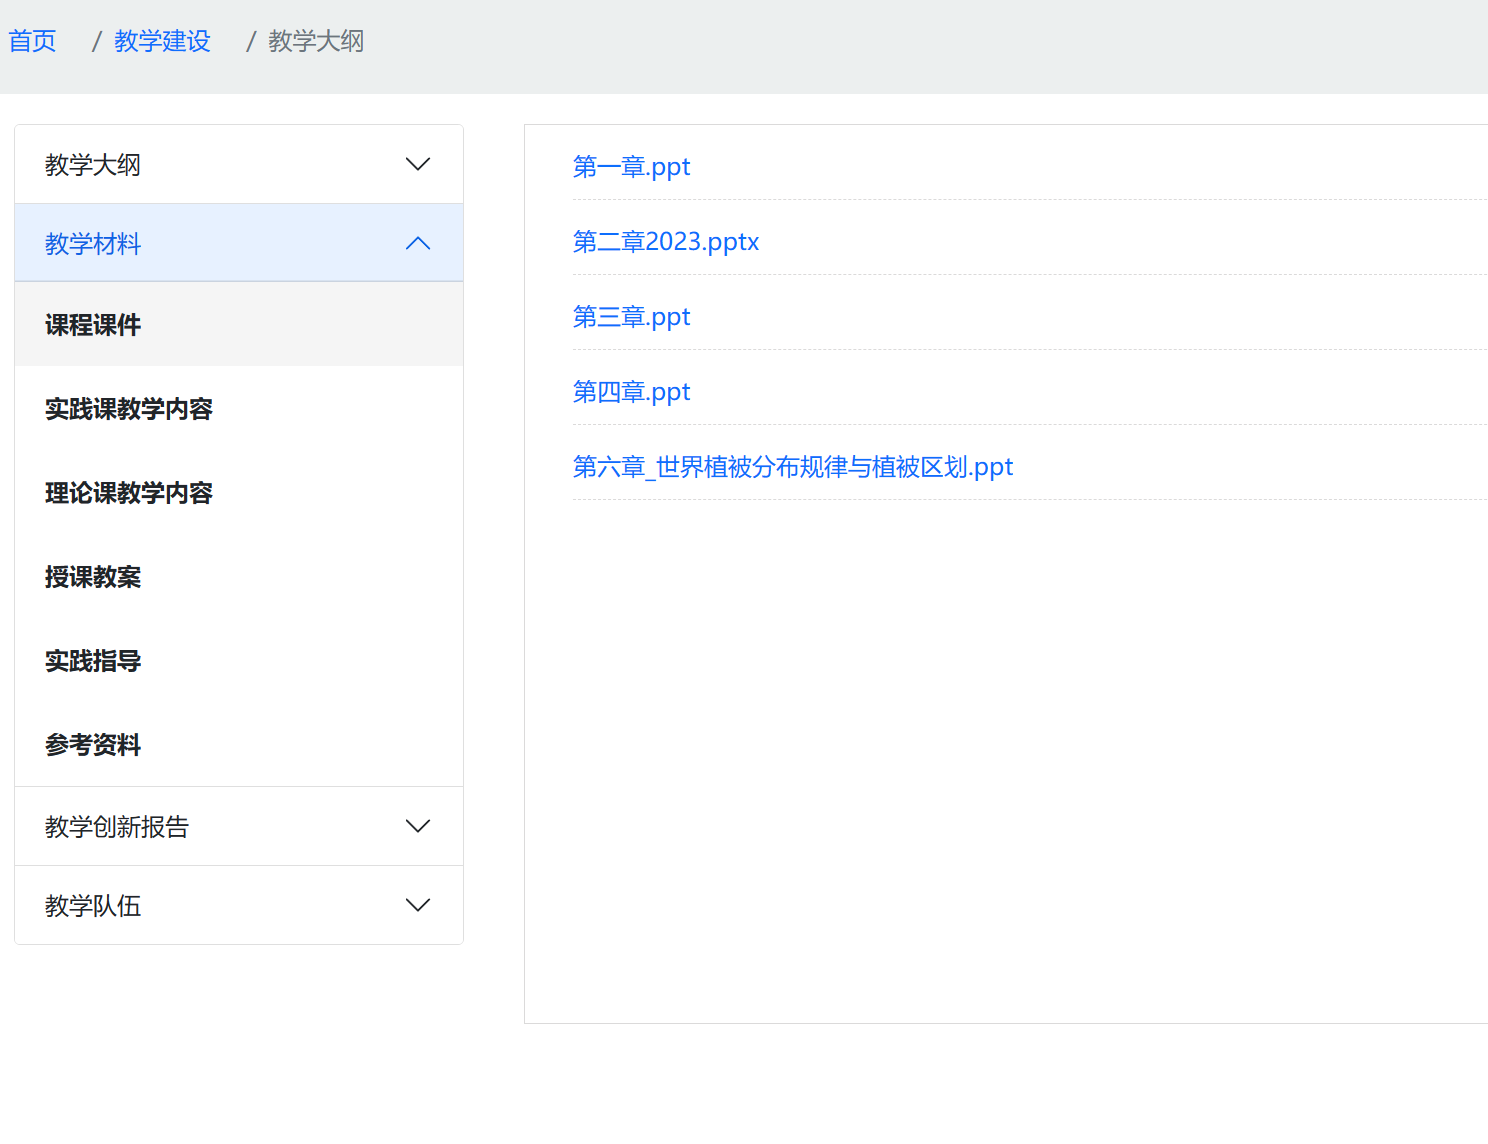 首页 / 教学建设 / 教学大纲
教学大纲
教学材料
课程课件
实践课教学内容
理论课教学内容
授课教案
实践指导
参考资料
教学创新报告
教学队伍
第一章.ppt
第二章2023.pptx
第三章.ppt
第四章.ppt
第六章_世界植被分布规律与植被区划.ppt